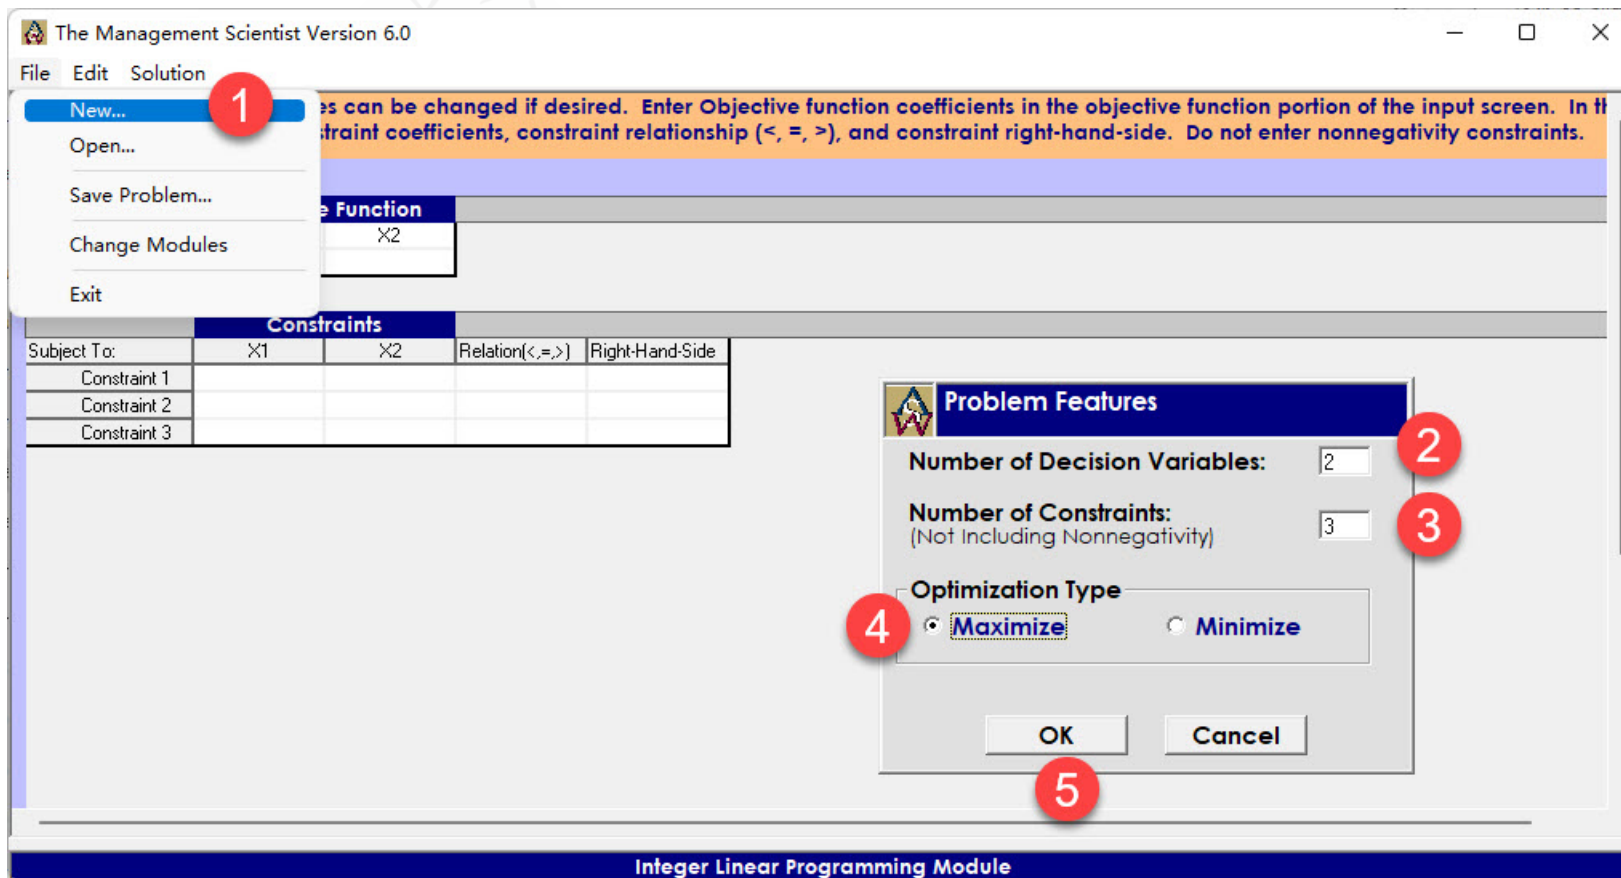 The Management Scientist Version 6.0
File Edit Solution
New... 1
es can be changed if desired. Enter Objective function coefficients in the objective function portion of the input screen. In
straint coefficients, constraint relationship (<, =, >), and constraint right-hand-side. Do not enter nonnegativity constraints.
Open...
Save Problem...
Change Modules
Exit
e Function
X2
Constraints
Subject To: X1 X2 Relation(<,=,>) Right-Hand-Side
Constraint 1
Constraint 2
Constraint 3
Problem Features
Number of Decision Variables: 2 2
Number of Constraints:
(Not Including Nonnegativity) 3 3
Optimization Type
4 Maximize Minimize
OK Cancel
5
Integer Linear Programming Module